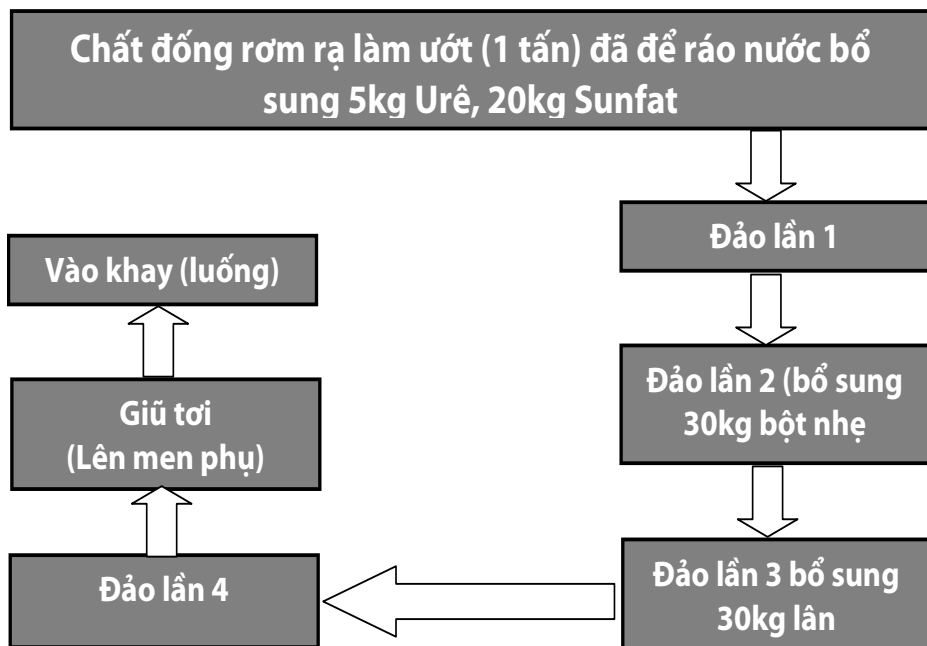 Chất đống rơm rạ làm ướt (1 tấn) đã để ráo nước bổ
sung 5kg Urê, 20kg Sunfat
Đảo lần 1
Đảo lần 2 (bổ sung
30kg bột nhẹ
Đảo lần 3 bổ sung
30kg lân
Đảo lần 4
Giũ tơi
(Lên men phụ)
Vào khay (luống)